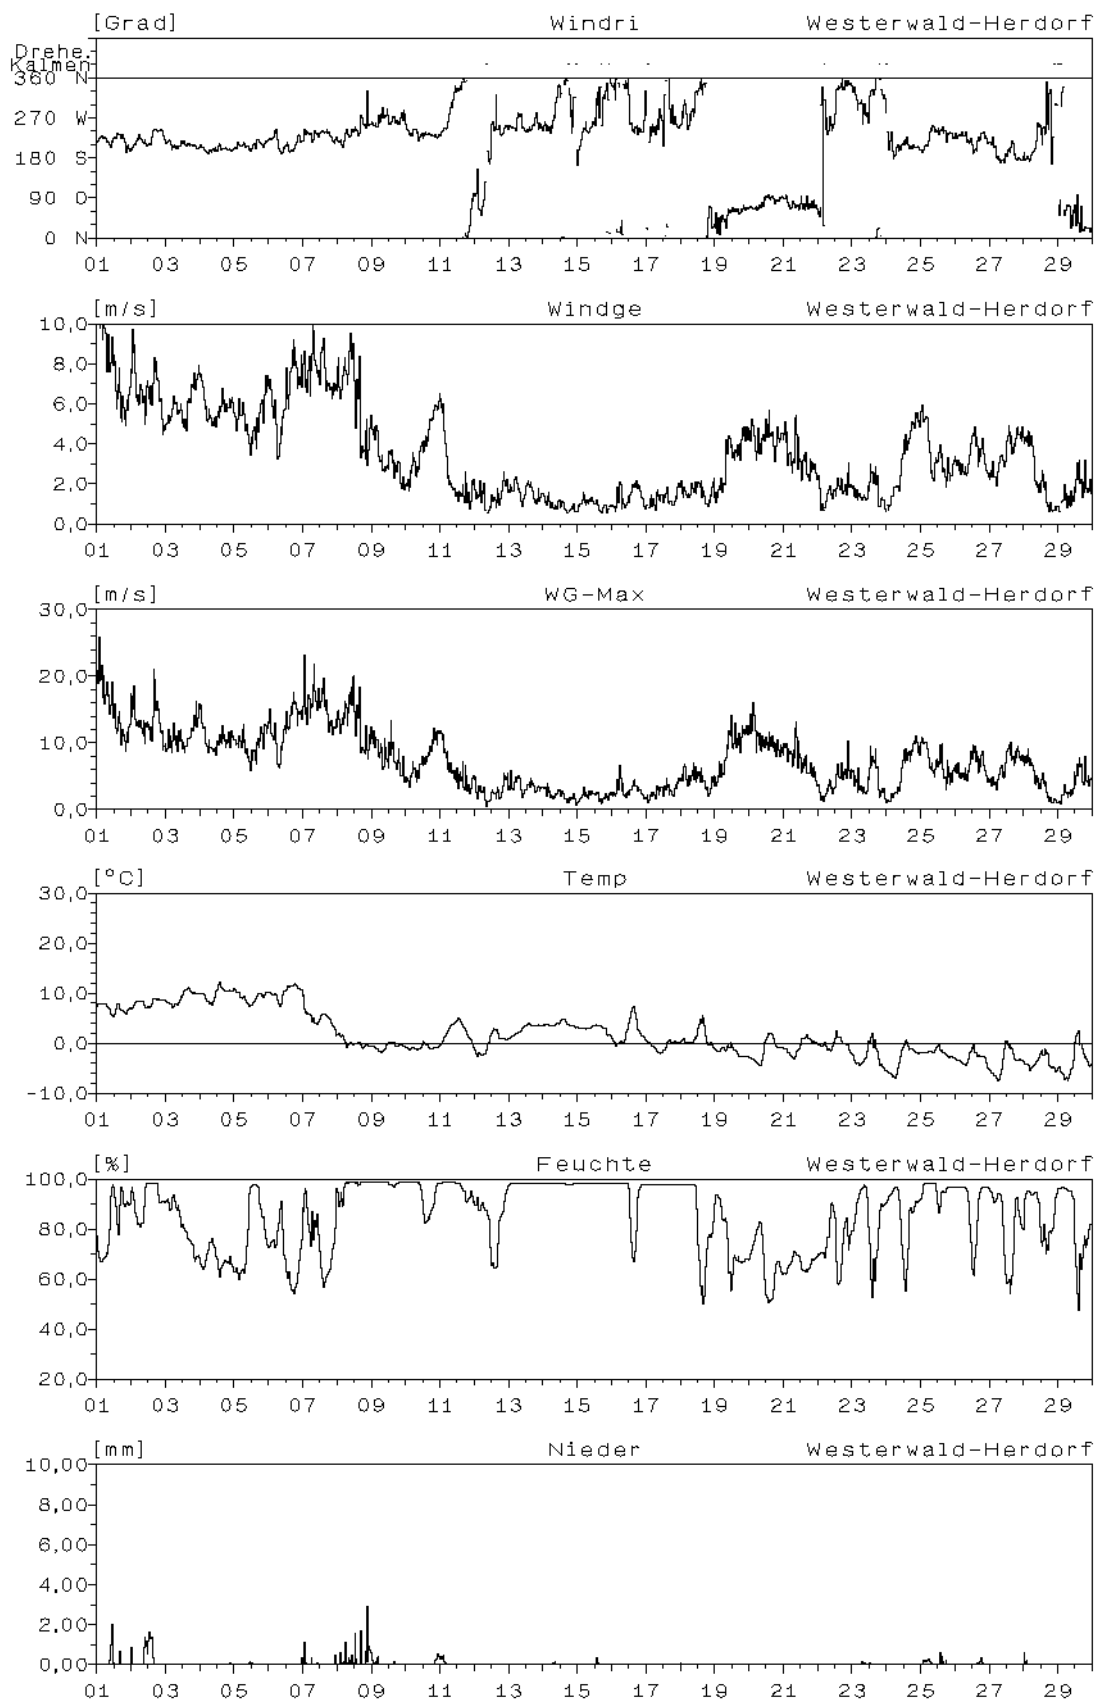 [Grad] Windri Westerwald-Herdorf
Drehe.
Kalmen
360 N
270 W
180 S
90 O
0 N
01 03 05 07 09 11 13 15 17 19 21 23 25 27 29
[m/s] Windge Westerwald-Herdorf
10,0
8,0
6,0
4,0
2,0
0,0
01 03 05 07 09 11 13 15 17 19 21 23 25 27 29
[m/s] WG-Max Westerwald-Herdorf
30,0
20,0
10,0
0,0
01 03 05 07 09 11 13 15 17 19 21 23 25 27 29
[°C] Temp Westerwald-Herdorf
30,0
20,0
10,0
0,0
-10,0
01 03 05 07 09 11 13 15 17 19 21 23 25 27 29
[%] Feuchte Westerwald-Herdorf
100,0
80,0
60,0
40,0
20,0
01 03 05 07 09 11 13 15 17 19 21 23 25 27 29
[mm] Nieder Westerwald-Herdorf
10,00
8,00
6,00
4,00
2,00
0,00
01 03 05 07 09 11 13 15 17 19 21 23 25 27 29